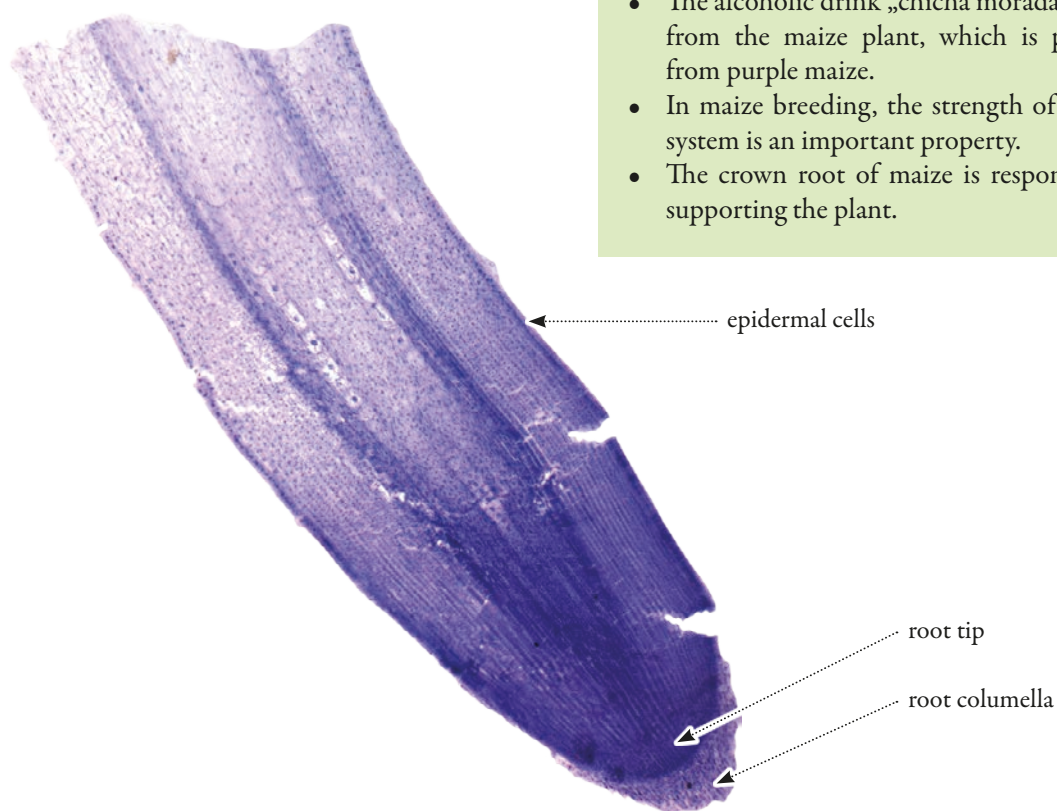 The alcoholic drink „chicha morada
from the maize plant, which is
from purple maize.
• In maize breeding, the strength of
system is an important property.
• The crown root of maize is
supporting the plant.
epidermal cells
root tip
root columella